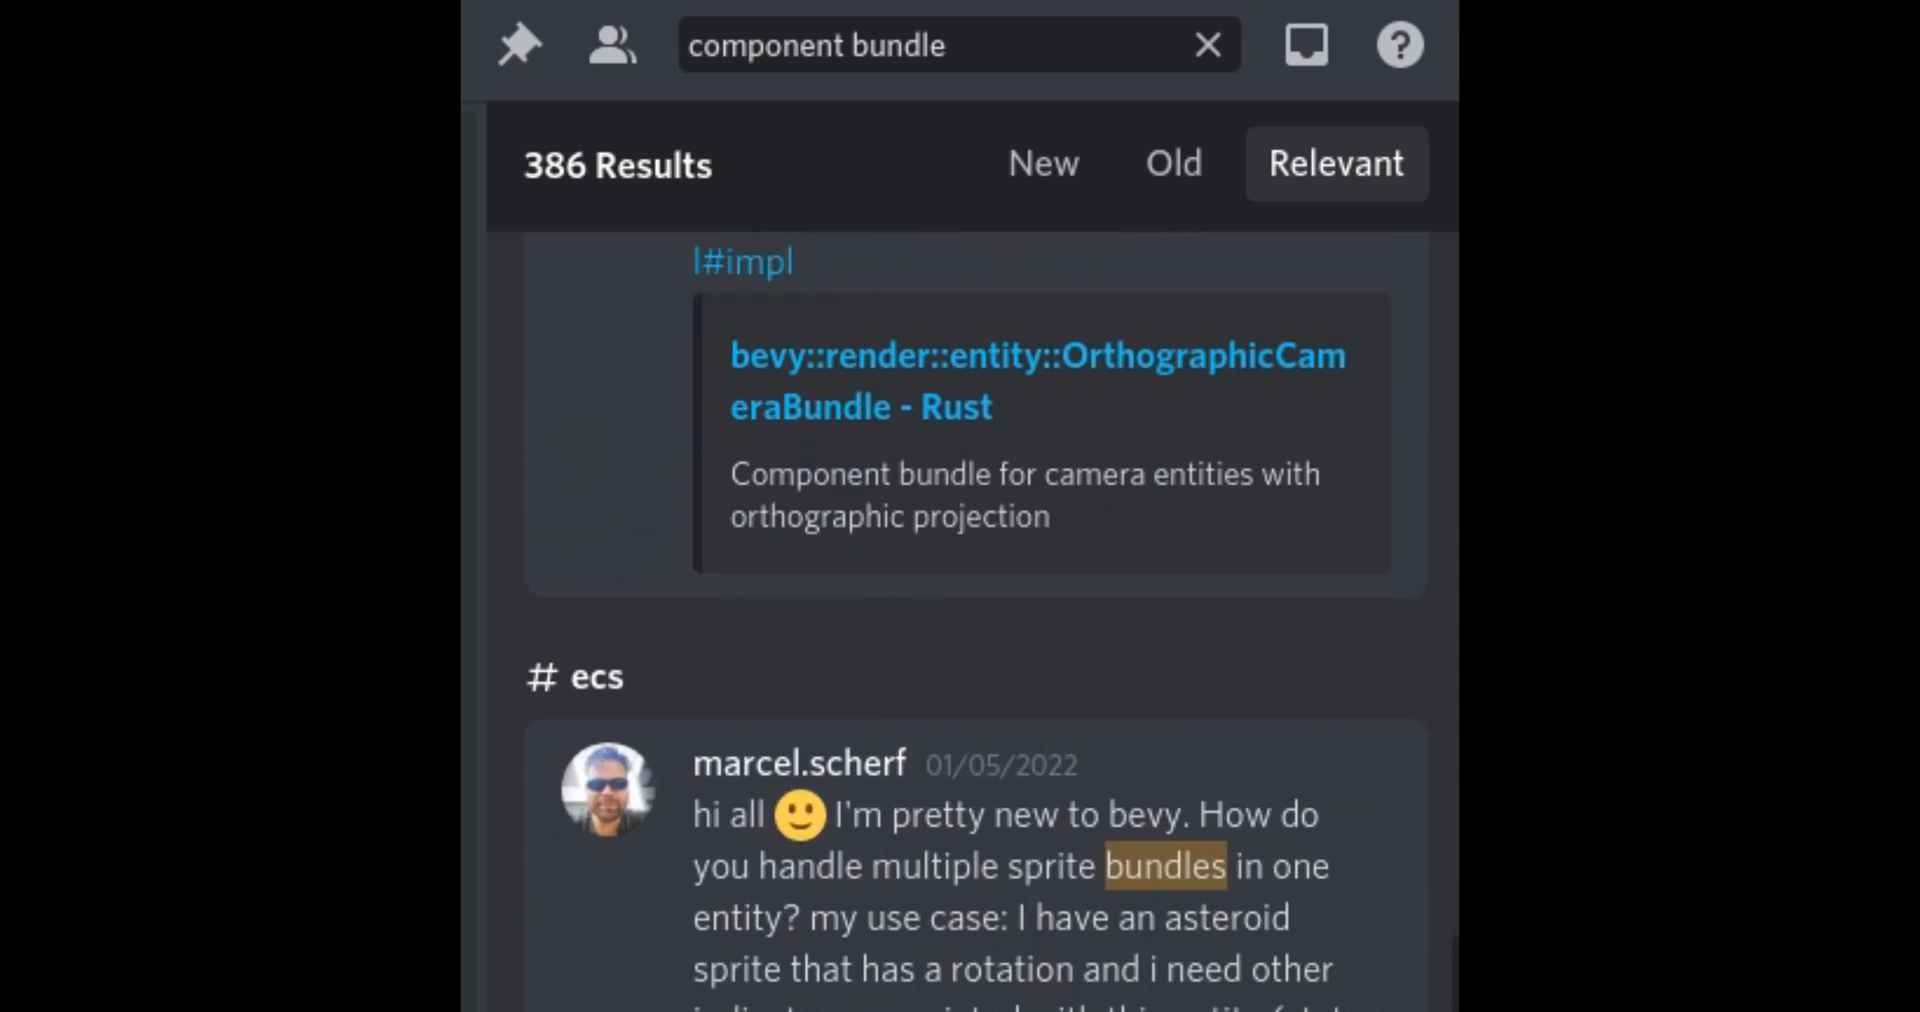 component bundle
386 Results
New
Old
Relevant
l#impl
bevy::render::entity::OrthographicCam
eraBundle - Rust
Component bundle for camera entities with
orthographic projection
# ecs
marcel.scherf 01/05/2022
hi all 🙂 I'm pretty new to bevy. How do
you handle multiple sprite bundles in one
entity? my use case: I have an asteroid
sprite that has a rotation and i need other